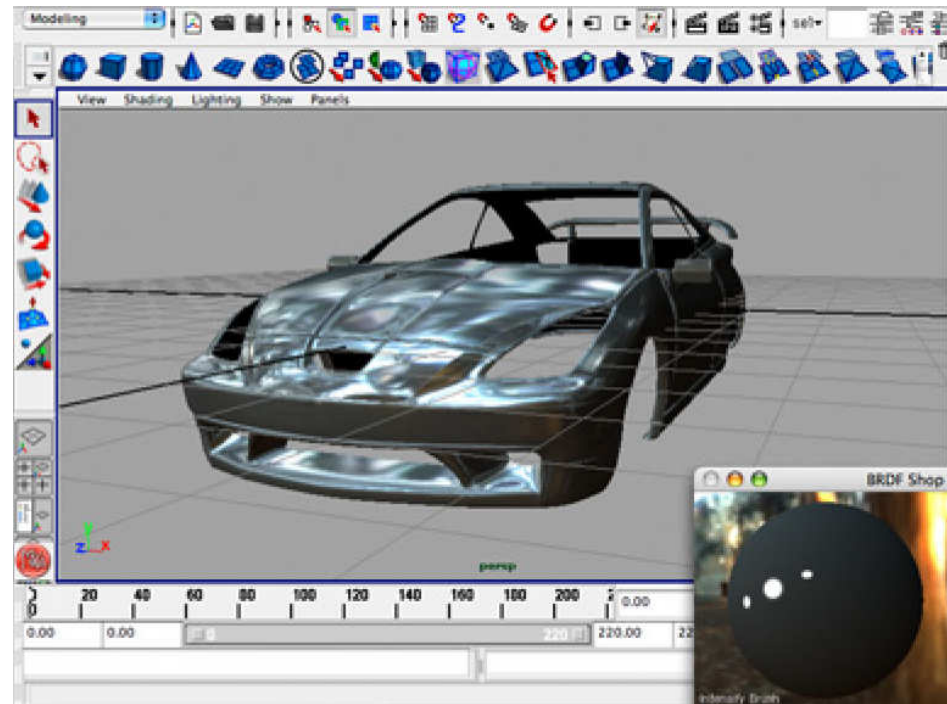 Modeling
sel
View Shading Lighting Show Panels
BRDF Shop
persp
Intensify Brush
0 20 40 60 80 100 120 140 160 180 200 0.00
0.00 0.00 220 220.00 22